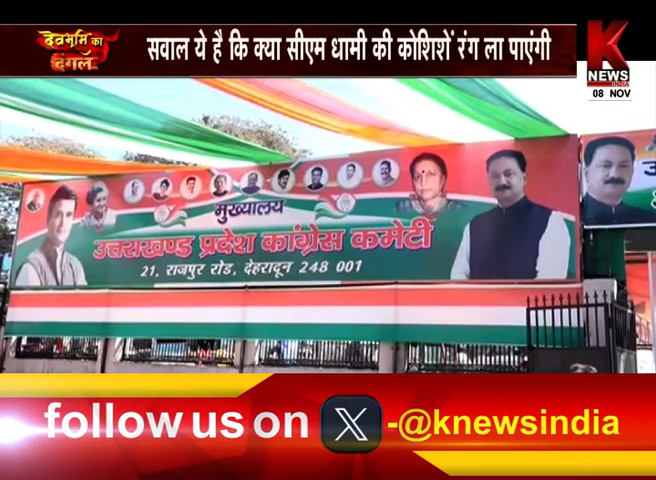 देवभूमि का
दंगल
सवाल ये है कि क्या सीएम धामी की कोशिशें रंग ला पाएंगी
K
NEWS
INDIA
08 NOV
मुख्यालय
उत्तराखण्ड प्रदेश कांग्रेस कमेटी
21, राजपुर रोड, देहरादून 248 001
follow us on X -@knewsindia